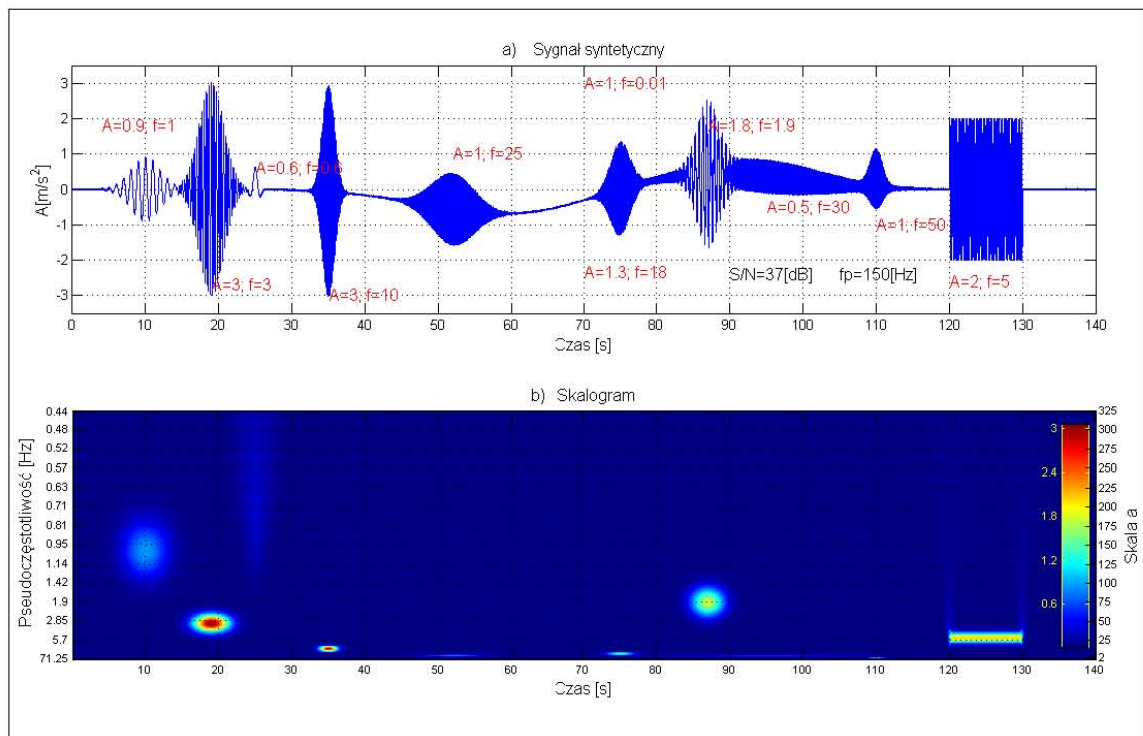 a) Sygnał syntetyczny
A[m/s²]
3
2
1
0
-1
-2
-3
A=0.9; f=1
A=3; f=3
A=0.6; f=0.6
A=3; f=10
A=1; f=25
A=1; f=0.01
A=1.3; f=18
A=1.8; f=1.9
A=0.5; f=30
A=1; f=50
A=2; f=5
S/N=37[dB] fp=150[Hz]
0 10 20 30 40 50 60 70 80 90 100 110 120 130 140
Czas [s]
b) Skalogram
Pseudoczęstotliwość [Hz]
0.44
0.48
0.52
0.57
0.63
0.71
0.81
0.95
1.14
1.42
1.9
2.85
5.7
71.25
3
2.4
1.8
1.2
0.6
325
300
275
250
225
200
175
150
125
100
75
50
25
2
Skala a
10 20 30 40 50 60 70 80 90 100 110 120 130 140
Czas [s]